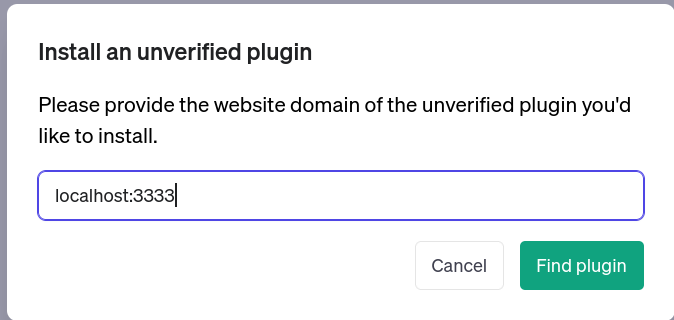 Install an unverified plugin
Please provide the website domain of the unverified plugin you'd
like to install.
localhost:3333
Cancel
Find plugin